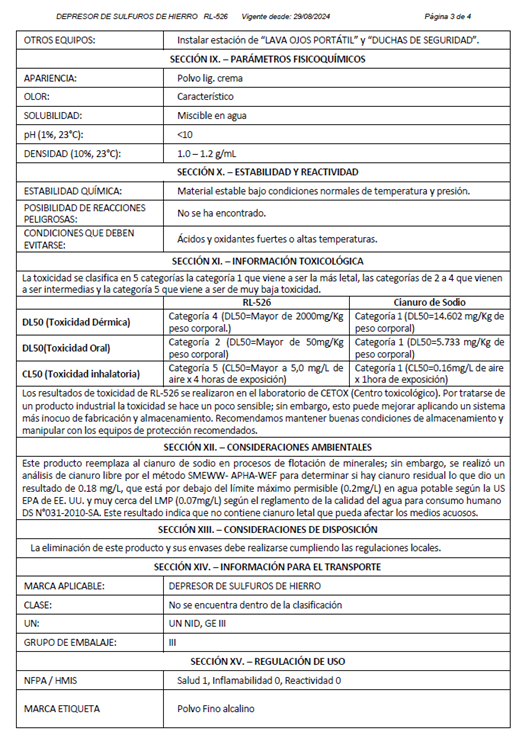 DEPRESOR DE SULFUROS DE HIERRO RL-526 Vigente desde: 29/08/2024 Página 3 de 4
OTROS EQUIPOS: Instalar estación de “LAVA OJOS PORTÁTIL” y “DUCHAS DE SEGURIDAD”.
SECCIÓN IX. – PARÁMETROS FISICOQUÍMICOS
APARIENCIA: Polvo lig. crema
OLOR: Característico
SOLUBILIDAD: Miscible en agua
pH (1%, 23°C): <10
DENSIDAD (10%, 23°C): 1.0 – 1.2 g/mL
SECCIÓN X. – ESTABILIDAD Y REACTIVIDAD
ESTABILIDAD QUÍMICA: Material estable bajo condiciones normales de temperatura y presión.
POSIBILIDAD DE REACCIONES
PELIGROSAS: No se ha encontrado.
CONDICIONES QUE DEBEN
EVITARSE: Ácidos y oxidantes fuertes o altas temperaturas.
SECCIÓN XI. – INFORMACIÓN TOXICOLÓGICA
La toxicidad se clasifica en 5 categorías la categoría 1 que viene a ser la más letal, las categorías de 2 a 4 que vienen
a ser intermedias y la categoría 5 que viene a ser de muy baja toxicidad.
RL-526 Cianuro de Sodio
DL50 (Toxicidad Dérmica) Categoría 4 (DL50=Mayor de 2000mg/Kg
peso corporal.) Categoría 1 (DL50=14.602 mg/Kg de
peso corporal)
DL50(Toxicidad Oral) Categoría 2 (DL50=Mayor de 50mg/Kg
peso corporal) Categoría 1 (DL50=5.733 mg/Kg de
peso corporal)
CL50 (Toxicidad inhalatoria) Categoría 5 (CL50=Mayor a 5,0 mg/L de
aire x 4 horas de exposición) Categoría 1 (CL50=0.16mg/L de aire
x 1hora de exposición)
Los resultados de toxicidad de RL-526 se realizaron en el laboratorio de CETOX (Centro toxicológico). Por tratarse de
un producto industrial la toxicidad se hace un poco sensible; sin embargo, esto puede mejorar aplicando un sistema
más inocuo de fabricación y almacenamiento. Recomendamos mantener buenas condiciones de almacenamiento y
manipular con los equipos de protección recomendados.
SECCIÓN XII. – CONSIDERACIONES AMBIENTALES
Este producto reemplaza al cianuro de sodio en procesos de flotación de minerales; sin embargo, se realizó un
análisis de cianuro libre por el método SMEWW- APHA-WEF para determinar si hay cianuro residual lo que dio un
resultado de 0.18 mg/L, que está por debajo del límite máximo permisible (0.2mg/L) en agua potable según la US
EPA de EE. UU. y muy cerca del LMP (0.07mg/L) según el reglamento de la calidad del agua para consumo humano
DS N°031-2010-SA. Este resultado indica que no contiene cianuro letal que pueda afectar los medios acuosos.
SECCIÓN XIII. – CONSIDERACIONES DE DISPOSICIÓN
La eliminación de este producto y sus envases debe realizarse cumpliendo las regulaciones locales.
SECCIÓN XIV. – INFORMACIÓN PARA EL TRANSPORTE
MARCA APLICABLE: DEPRESOR DE SULFUROS DE HIERRO
CLASE: No se encuentra dentro de la clasificación
UN: UN NID, GE III
GRUPO DE EMBALAJE: III
SECCIÓN XV. – REGULACIÓN DE USO
NFPA / HMIS Salud 1, Inflamabilidad 0, Reactividad 0
MARCA ETIQUETA Polvo Fino alcalino